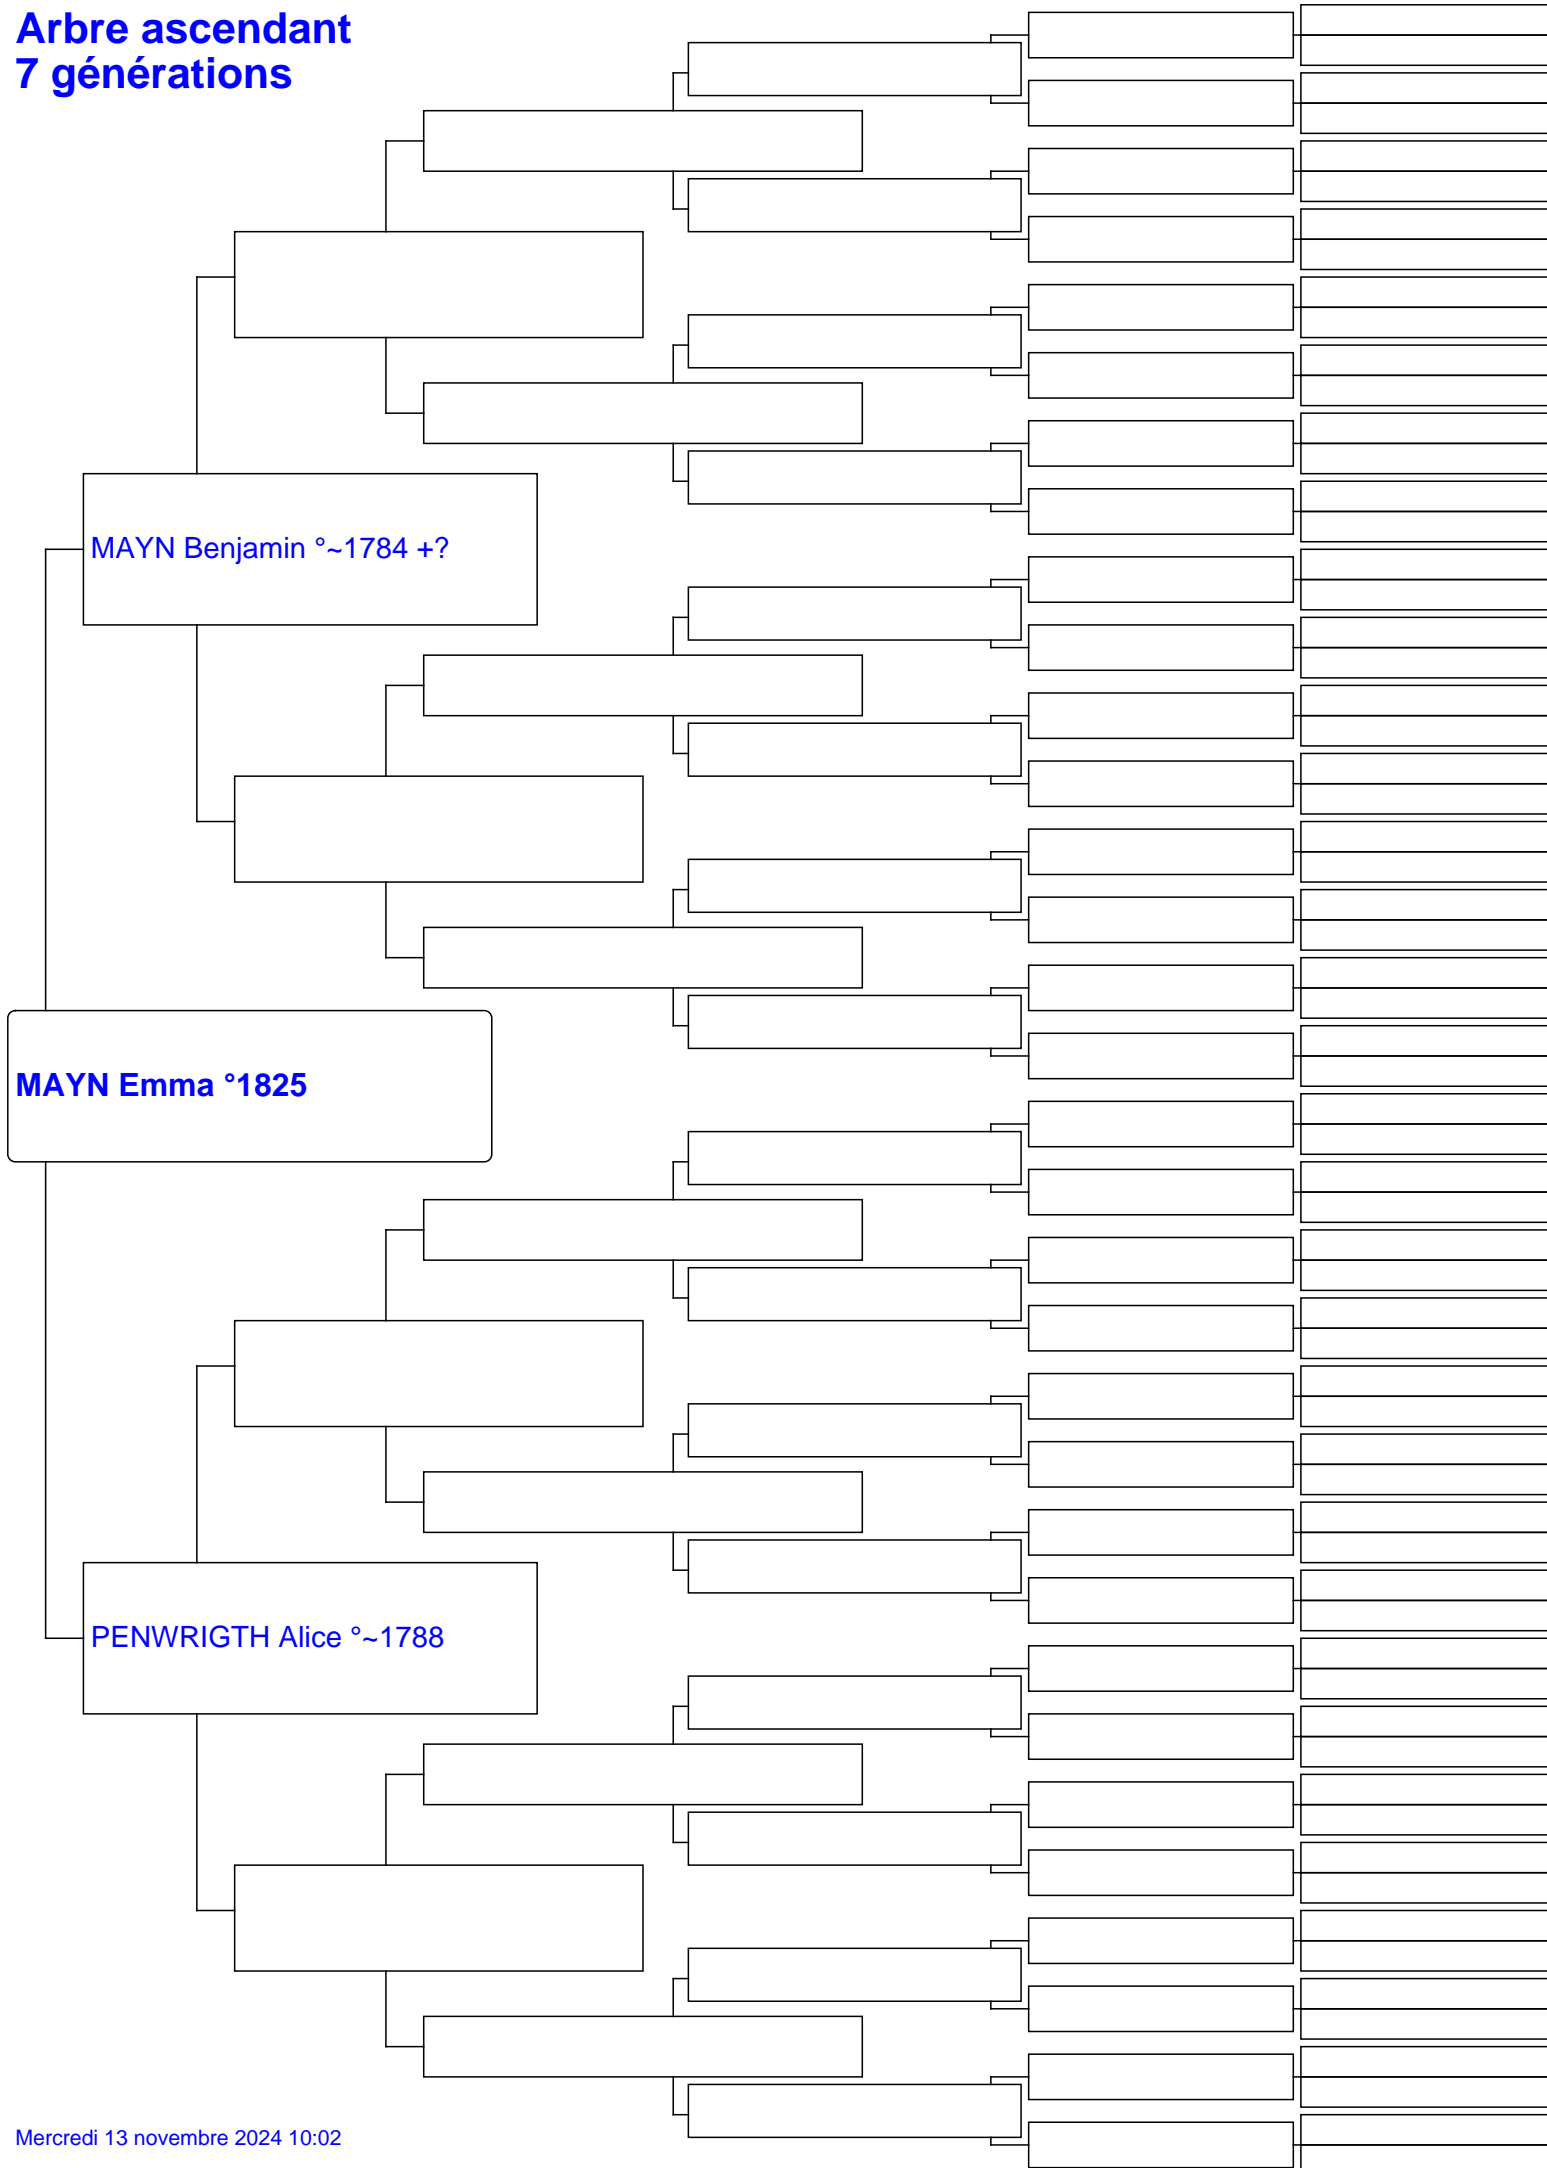 Arbre ascendant
7 générations
MAYN Benjamin °~1784 +?
MAYN Emma °1825
PENWRIGTH Alice °~1788
Mercredi 13 novembre 2024 10:02